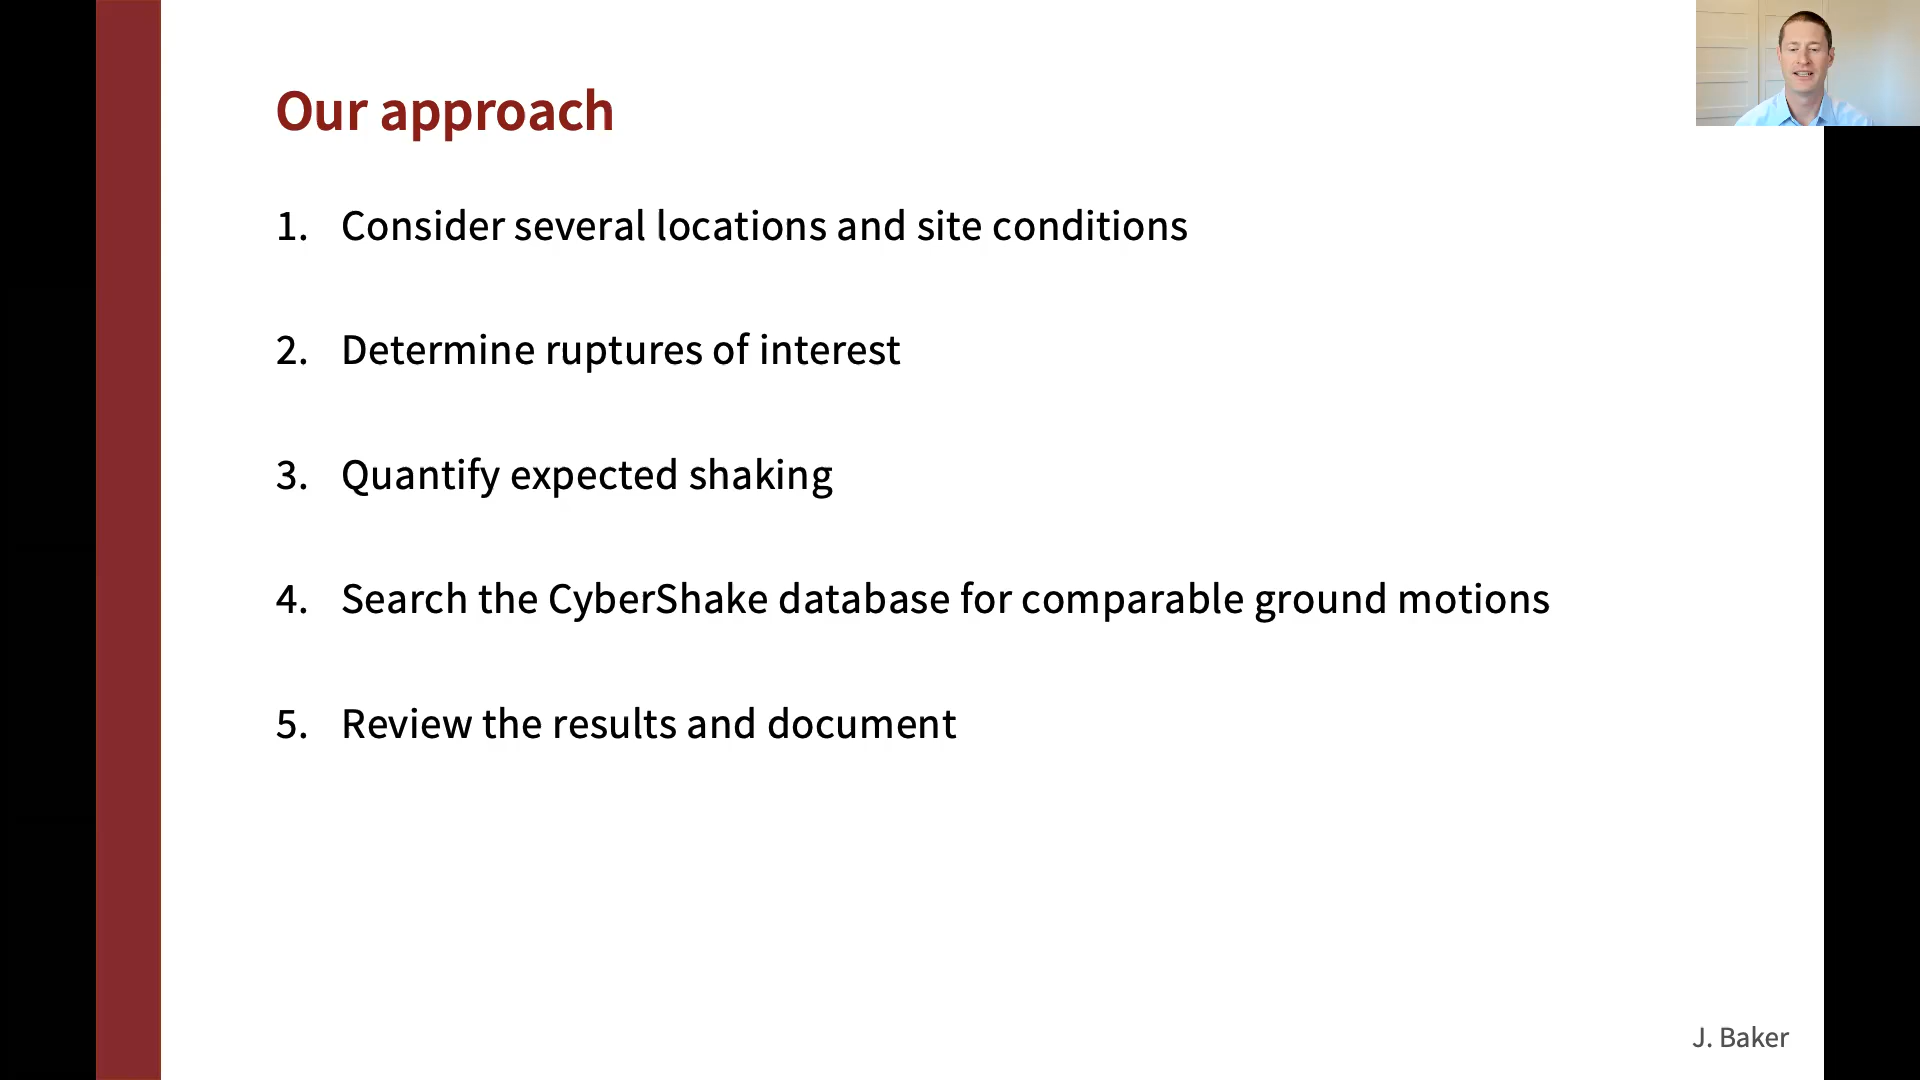 Our approach
1. Consider several locations and site conditions
2. Determine ruptures of interest
3. Quantify expected shaking
4. Search the CyberShake database for comparable ground motions
5. Review the results and document
J. Baker